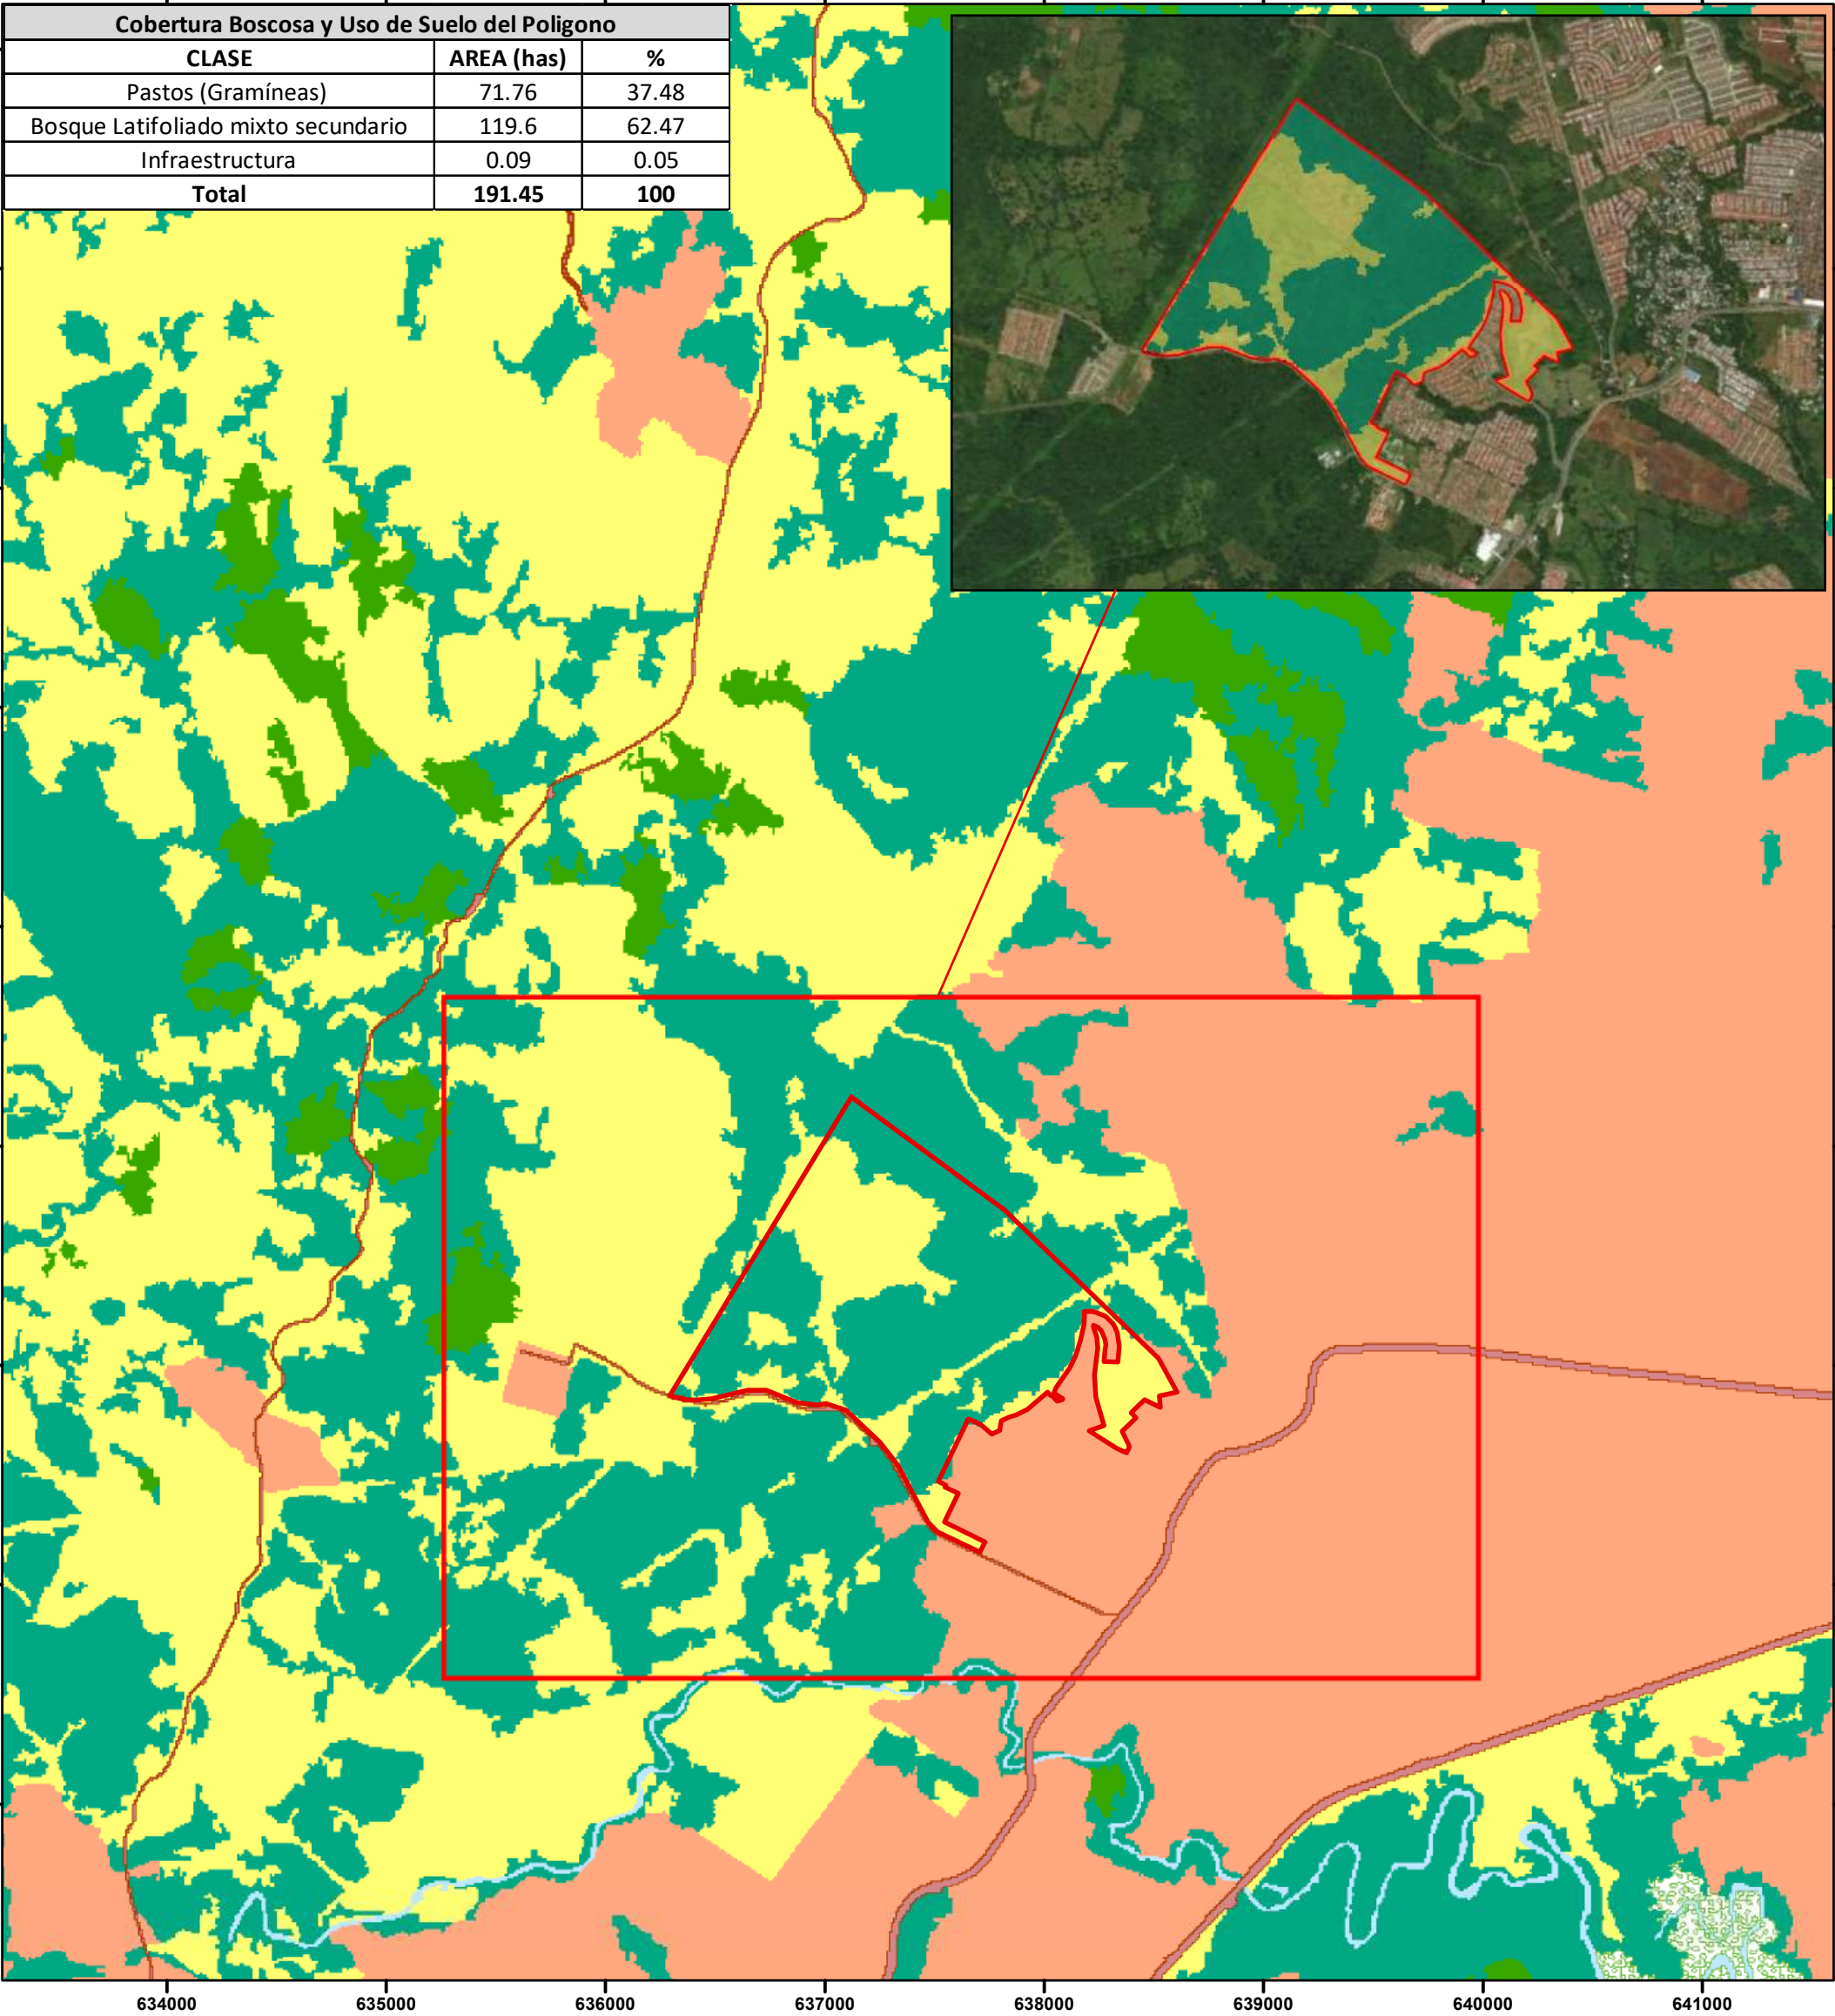 Cobertura Boscosa y Uso de Suelo del Poligono
CLASE AREA (has) %
Pastos (Gramíneas) 71.76 37.48
Bosque Latifoliado mixto secundario 119.6 62.47
Infraestructura 0.09 0.05
Total 191.45 100
634000 635000 636000 637000 638000 639000 640000 641000